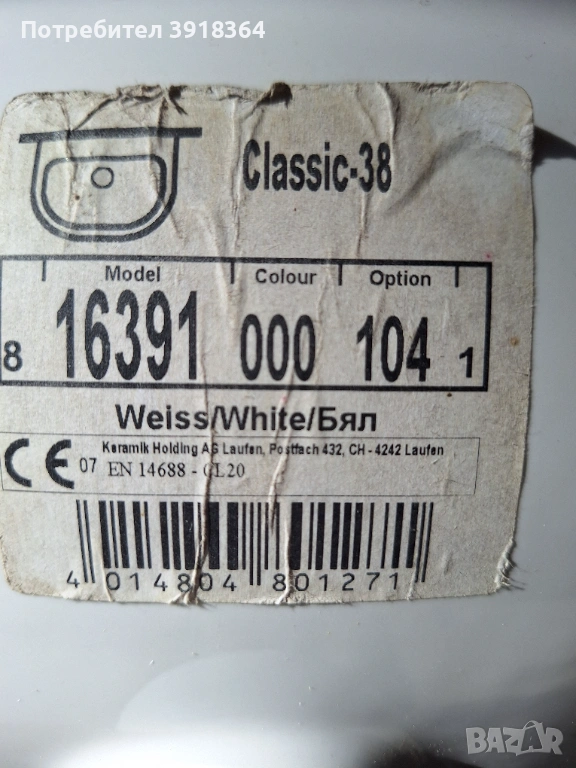 Потребител 3918364
Classic-38
Model Colour Option
8 16391 000 104 1
Weiss/White/Бял
Keramik Holding AG Laufen, Postfach 432, CH - 4242 Laufen
CE 07 EN 14688 - CL20
4 014804 801271
BAZAR